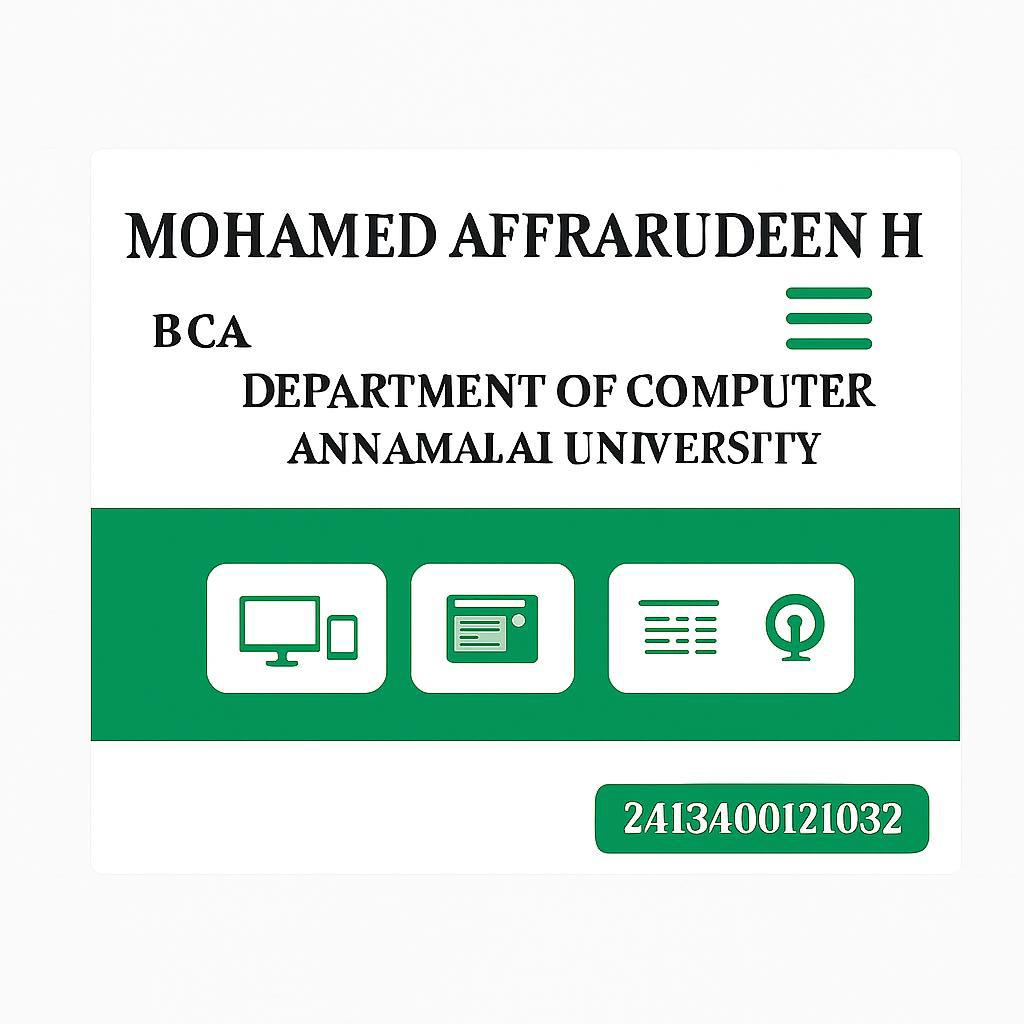 MOHAMED AFFRARUDEEN H
BCA
DEPARTMENT OF COMPUTER
ANNAMALAI UNIVERSITY
2413400121032